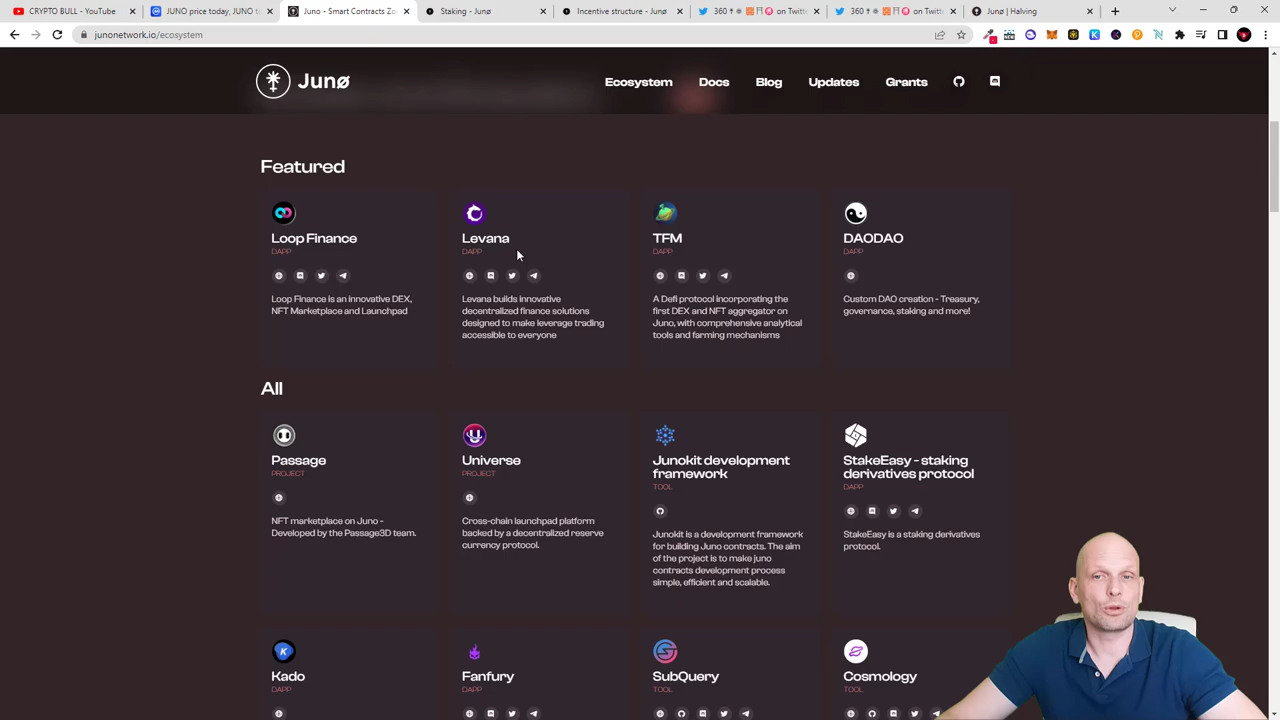 CRYPTO BULL - YouTube
JUNO price today, JUNO t
Juno - Smart Contracts Zo
Staking - Junø
Incentive structure - Junø
360
on Twitt
360
on Twitt
Junø | Halving
junonetwork.io/ecosystem
Junø
Ecosystem
Docs
Blog
Updates
Grants
Featured
Loop Finance
DAPP
Loop Finance is an innovative DEX,
NFT Marketplace and Launchpad
Levana
DAPP
Levana builds innovative
decentralized finance solutions
designed to make leverage trading
accessible to everyone
TFM
DAPP
A Defi protocol incorporating the
first DEX and NFT aggregator on
Juno, with comprehensive analytical
tools and farming mechanisms
DAODAO
DAPP
Custom DAO creation - Treasury,
governance, staking and more!
All
Passage
PROJECT
NFT marketplace on Juno -
Developed by the Passage3D team.
Universe
PROJECT
Cross-chain launchpad platform
backed by a decentralized reserve
currency protocol.
Junokit development
framework
TOOL
Junokit is a development framework
for building Juno contracts. The aim
of the project is to make juno
contracts development process
simple, efficient and scalable.
StakeEasy - staking
derivatives protocol
DAPP
StakeEasy is a staking derivatives
protocol.
Kado
DAPP
Fanfury
DAPP
SubQuery
TOOL
Cosmology
TOOL